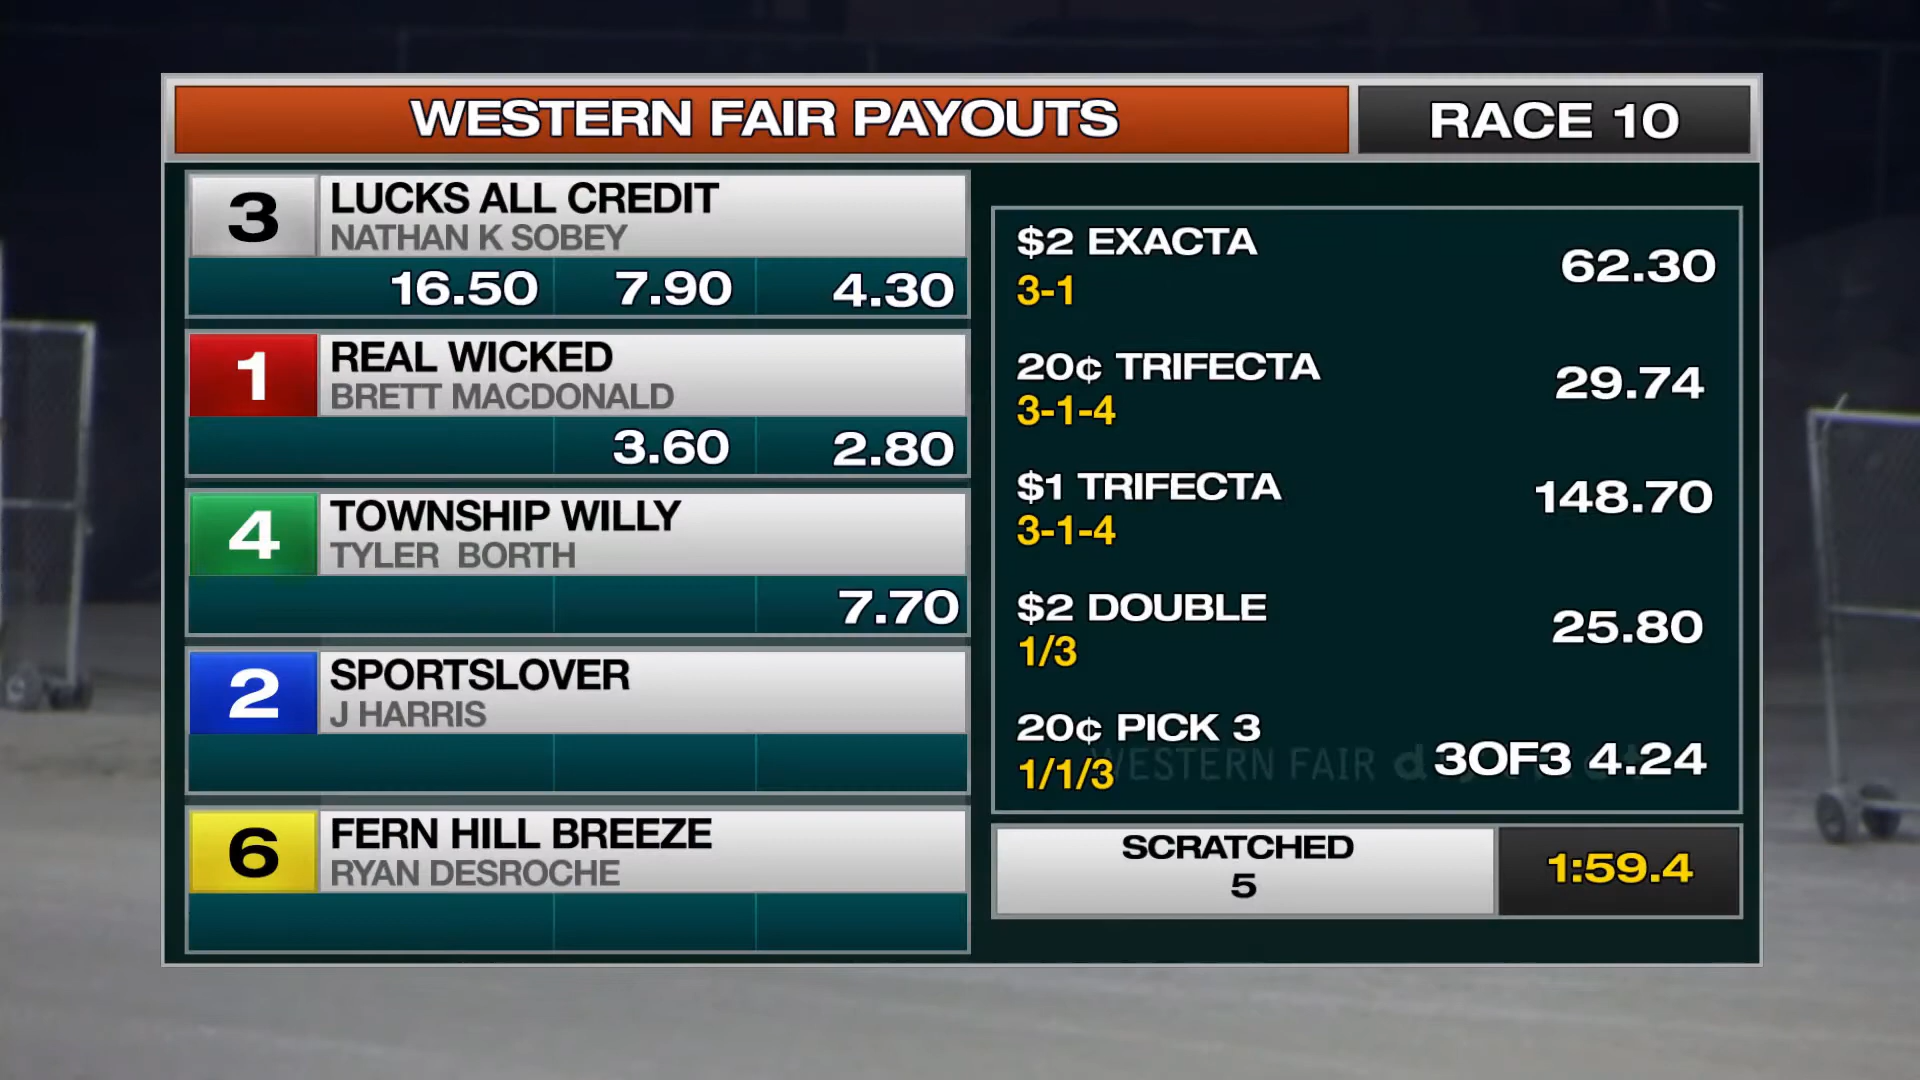 WESTERN FAIR PAYOUTS
RACE 10
3
LUCKS ALL CREDIT
NATHAN K SOBEY
16.50 7.90 4.30
1
REAL WICKED
BRETT MACDONALD
3.60 2.80
4
TOWNSHIP WILLY
TYLER BORTH
7.70
2
SPORTSLOVER
J HARRIS
6
FERN HILL BREEZE
RYAN DESROCHE
$2 EXACTA
3-1
62.30
20¢ TRIFECTA
3-1-4
29.74
$1 TRIFECTA
3-1-4
148.70
$2 DOUBLE
1/3
25.80
20¢ PICK 3
1/1/3
3OF3 4.24
WESTERN FAIR
SCRATCHED
5
1:59.4